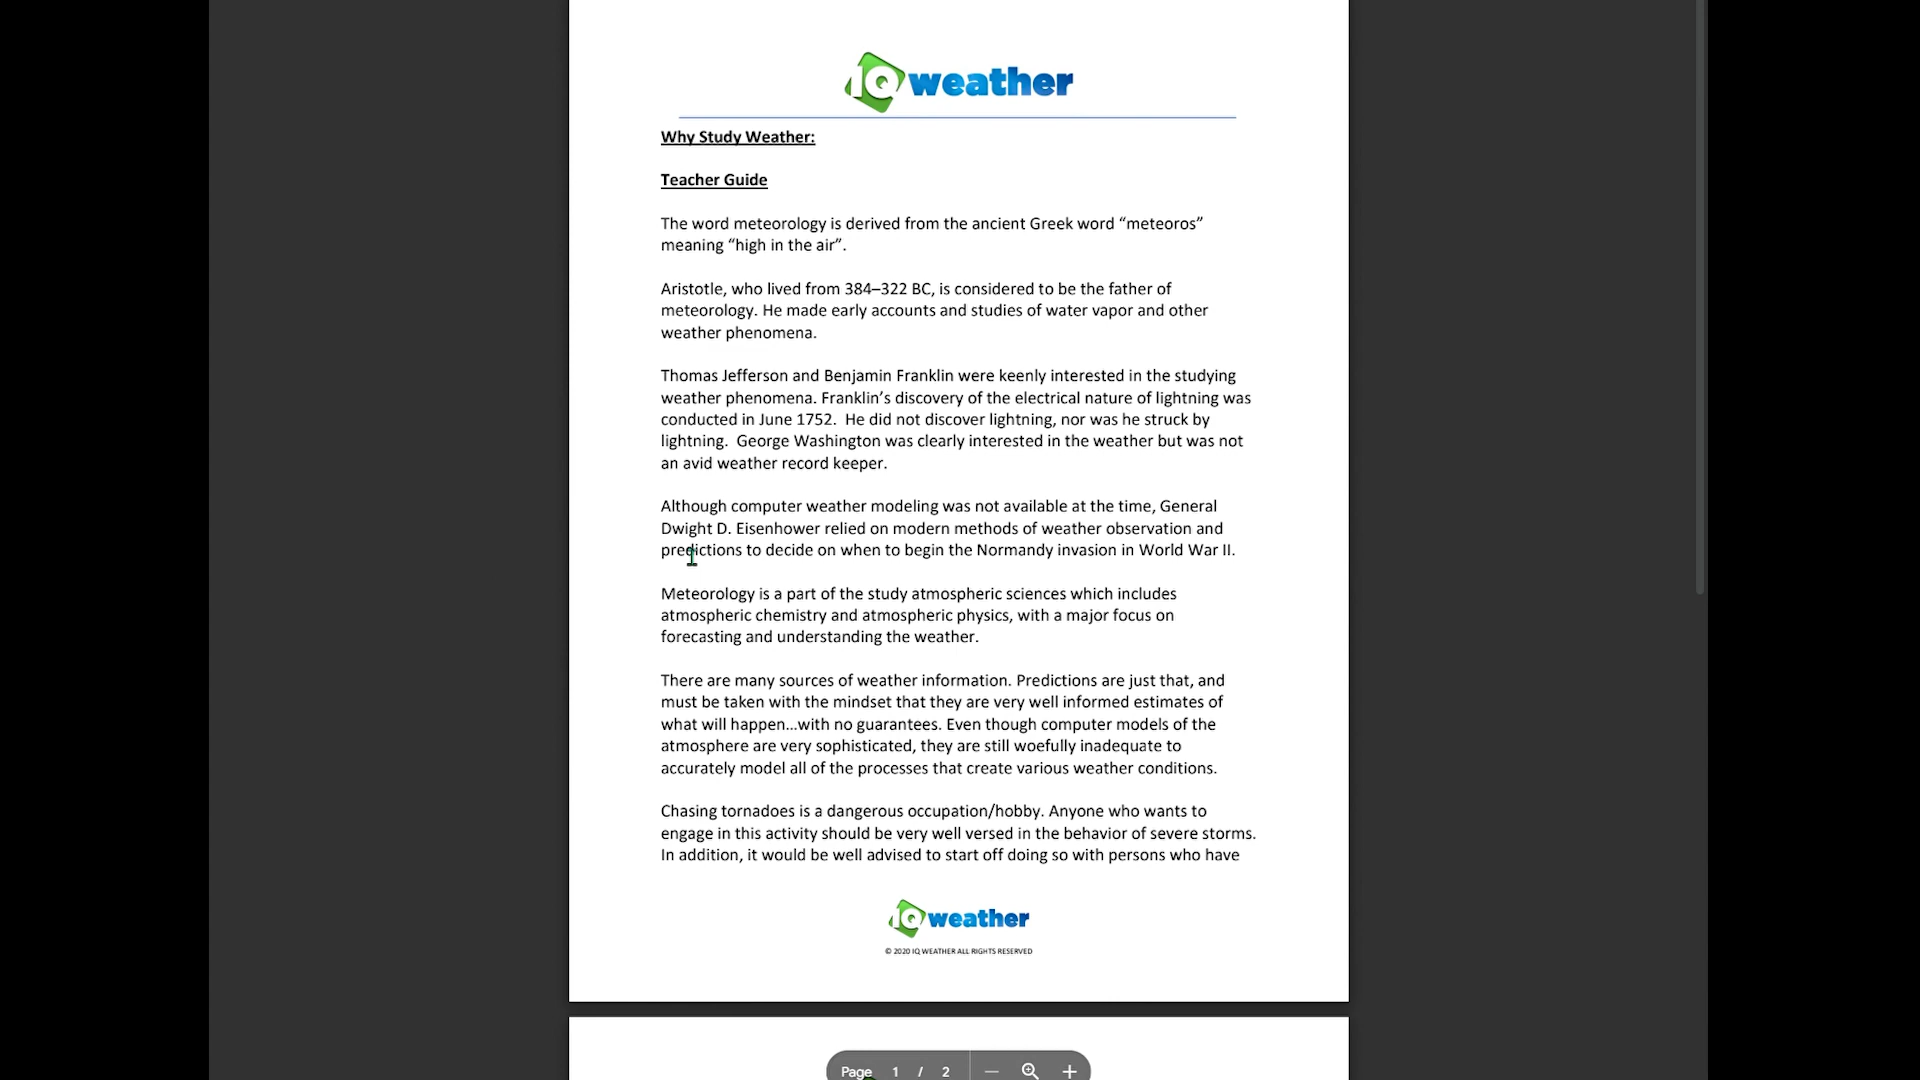 IQ weather
Why Study Weather:
Teacher Guide
The word meteorology is derived from the ancient Greek word “meteoros”
meaning “high in the air”.
Aristotle, who lived from 384–322 BC, is considered to be the father of
meteorology. He made early accounts and studies of water vapor and other
weather phenomena.
Thomas Jefferson and Benjamin Franklin were keenly interested in the studying
weather phenomena. Franklin’s discovery of the electrical nature of lightning was
conducted in June 1752.  He did not discover lightning, nor was he struck by
lightning.  George Washington was clearly interested in the weather but was not
an avid weather record keeper.
Although computer weather modeling was not available at the time, General
Dwight D. Eisenhower relied on modern methods of weather observation and
predictions to decide on when to begin the Normandy invasion in World War II.
Meteorology is a part of the study atmospheric sciences which includes
atmospheric chemistry and atmospheric physics, with a major focus on
forecasting and understanding the weather.
There are many sources of weather information. Predictions are just that, and
must be taken with the mindset that they are very well informed estimates of
what will happen…with no guarantees. Even though computer models of the
atmosphere are very sophisticated, they are still woefully inadequate to
accurately model all of the processes that create various weather conditions.
Chasing tornadoes is a dangerous occupation/hobby. Anyone who wants to
engage in this activity should be very well versed in the behavior of severe storms.
In addition, it would be well advised to start off doing so with persons who have
IQ weather
© 2020 IQ WEATHER ALL RIGHTS RESERVED
Page 1 / 2